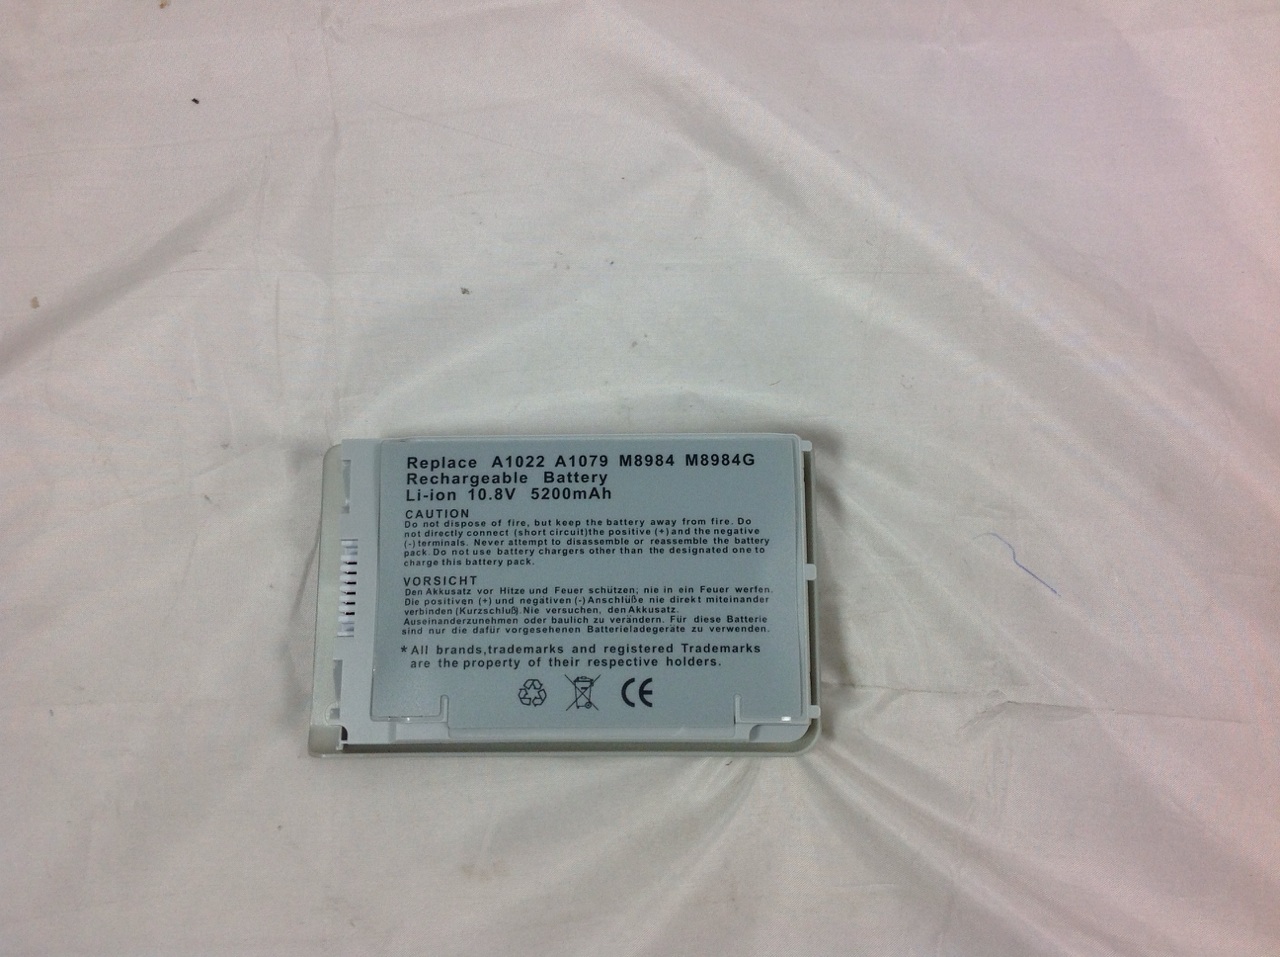 Replace A1022 A1079 M8984 M8984G
Rechargeable Battery
Li-ion 10.8V 5200mAh
CAUTION
Do not dispose of fire, but keep the battery away from fire. Do
not directly connect (short circuit)the positive (+) and the negative
(-) terminals. Never attempt to disassemble or reassemble the battery
pack. Do not use battery chargers other than the designated one to
charge this battery pack.
VORSICHT
Den Akkusatz vor Hitze und Feuer schützen; nie in ein Feuer werfen.
Die positiven (+) und negativen (-) Anschlüße nie direkt miteinander
verbinden (Kurzschluß). Nie versuchen, den Akkusatz.
Auseinanderzunehmen oder baulich zu verändern. Für diese Batterie
sind nur die dafür vorgesehenen Batterieladegeräte zu verwenden.
* All brands,trademarks and registered Trademarks
are the property of their respective holders.
CE